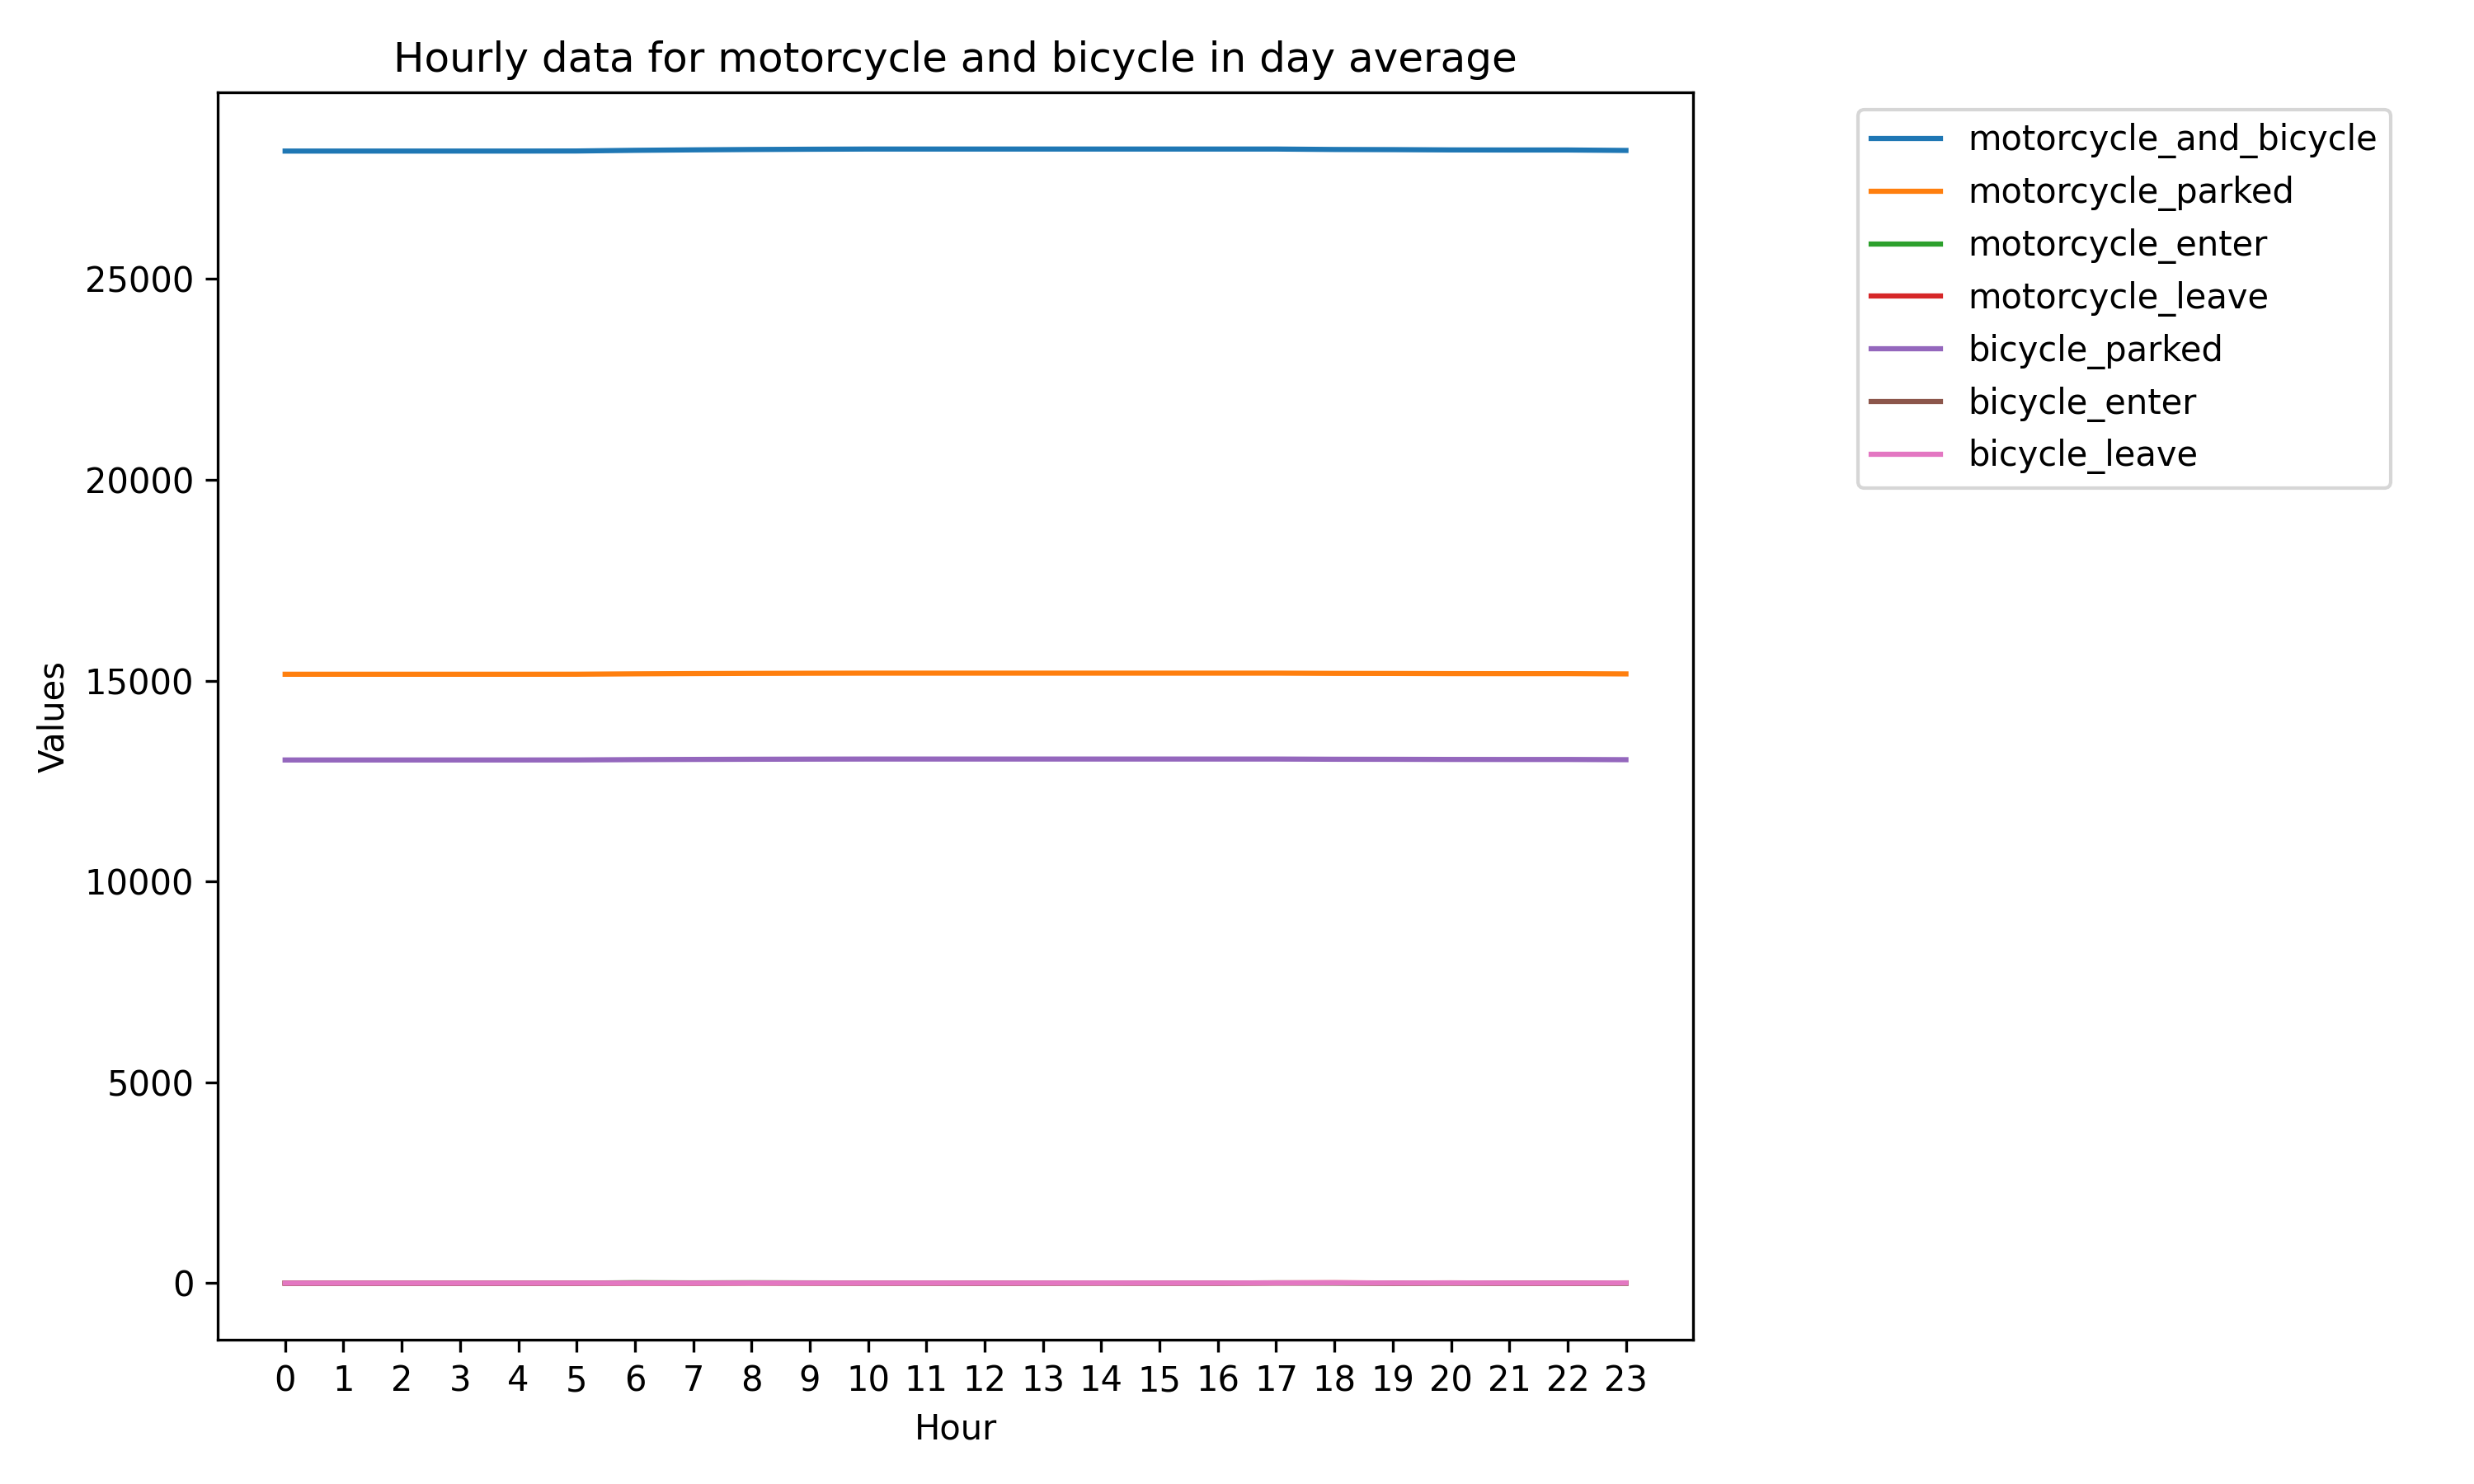 Hourly data for motorcycle and bicycle in day average
motorcycle_and_bicycle
motorcycle_parked
motorcycle_enter
motorcycle_leave
bicycle_parked
bicycle_enter
bicycle_leave
Values
25000
20000
15000
10000
5000
0
0 1 2 3 4 5 6 7 8 9 10 11 12 13 14 15 16 17 18 19 20 21 22 23
Hour